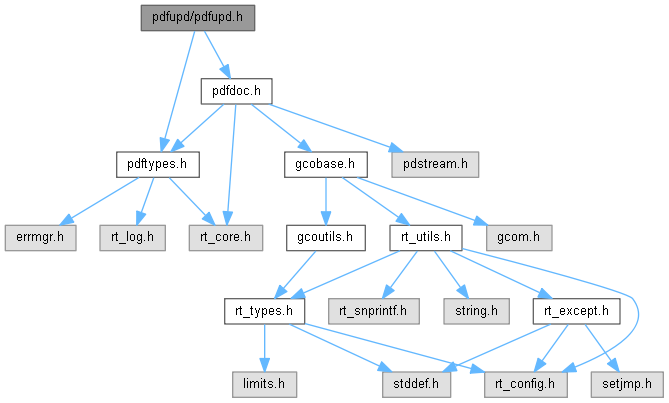 pdfupd/pdfupd.h
pdfdoc.h
pdftypes.h
gcobase.h
pdstream.h
errmgr.h
rt_log.h
rt_core.h
gcoutils.h
rt_utils.h
gcom.h
rt_types.h
rt_snprintf.h
string.h
rt_except.h
limits.h
stddef.h
rt_config.h
setjmp.h